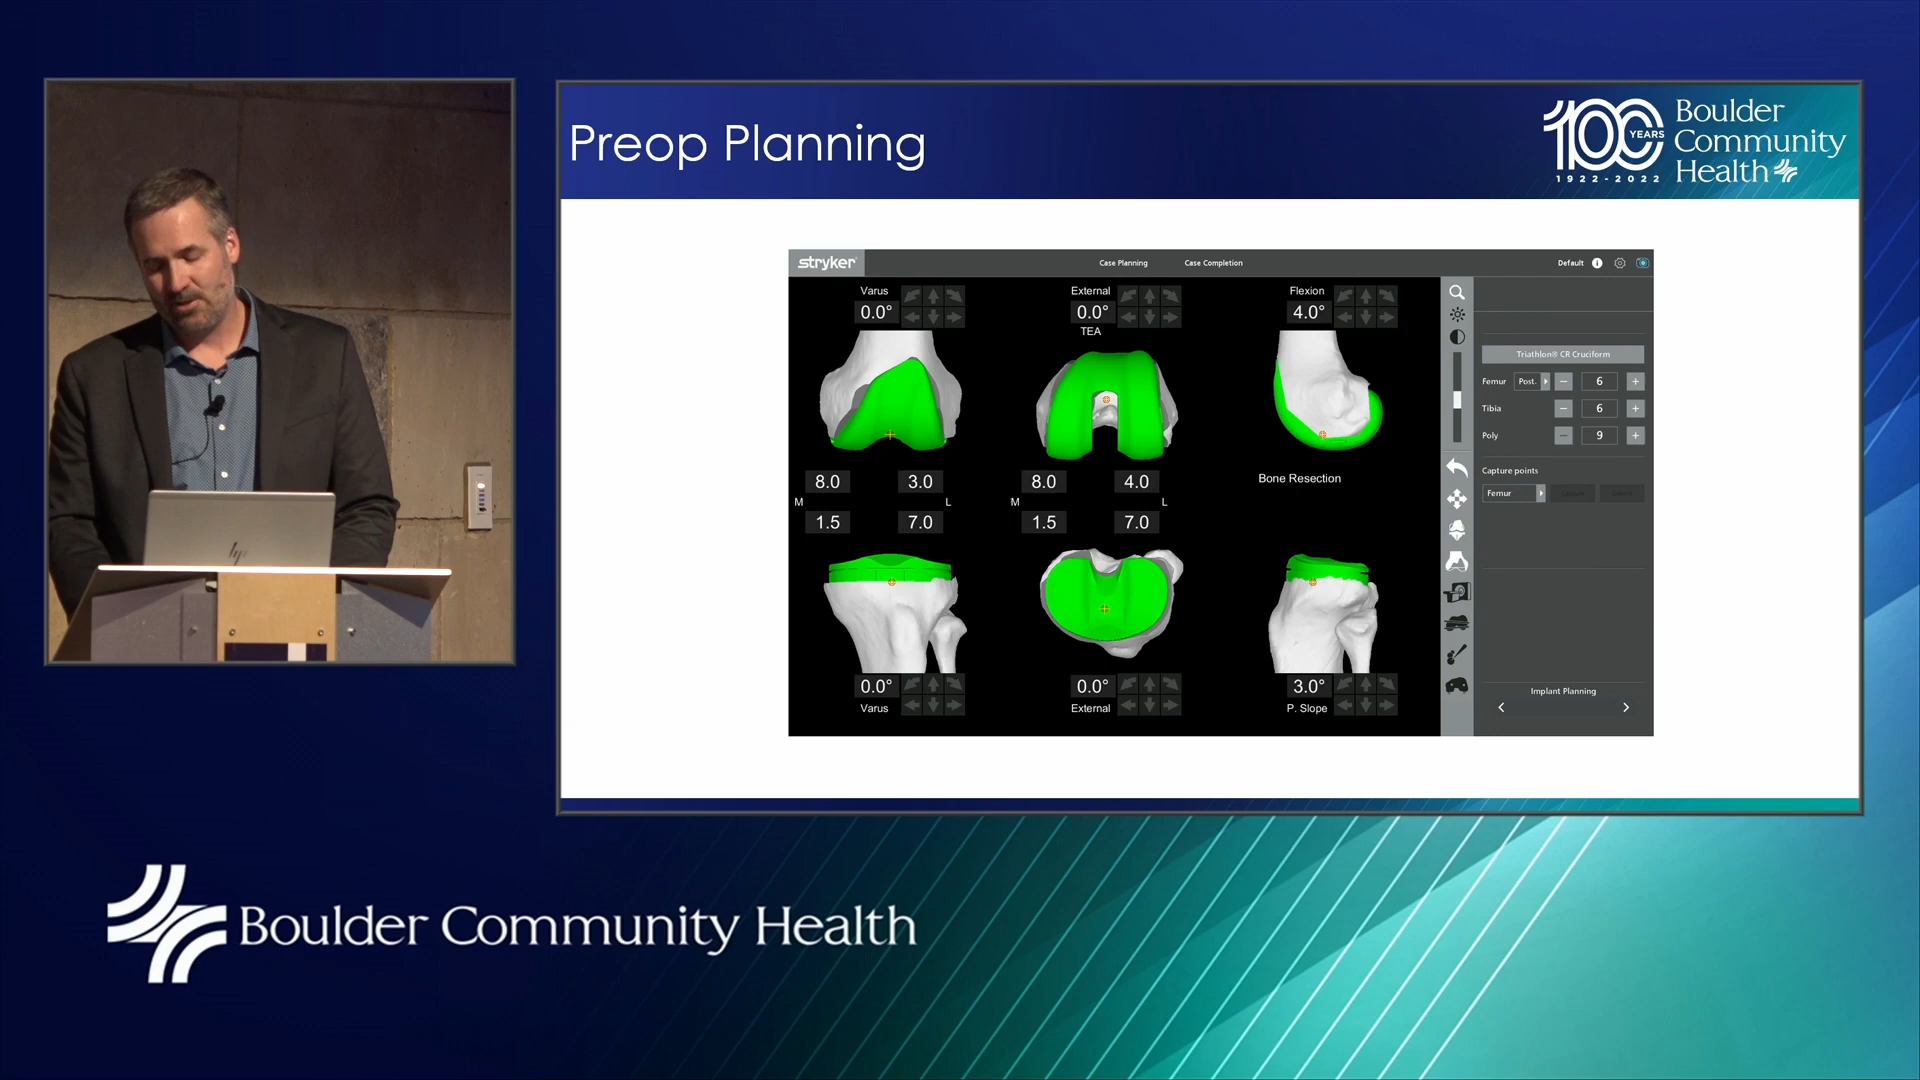 Preop Planning
100 YEARS
1922-2022
Boulder
Community
Health
stryker
Case Planning
Case Completion
Default
Varus
0.0°
External
0.0°
TEA
Flexion
4.0°
8.0
3.0
M
L
1.5
7.0
8.0
4.0
M
L
1.5
7.0
Bone Resection
0.0°
Varus
0.0°
External
3.0°
P. Slope
Triathlon® CR Cruciform
Femur Post. − 6 +
Tibia − 6 +
Poly − 9 +
Capture points
Femur
Implant Planning
hp
Boulder Community Health